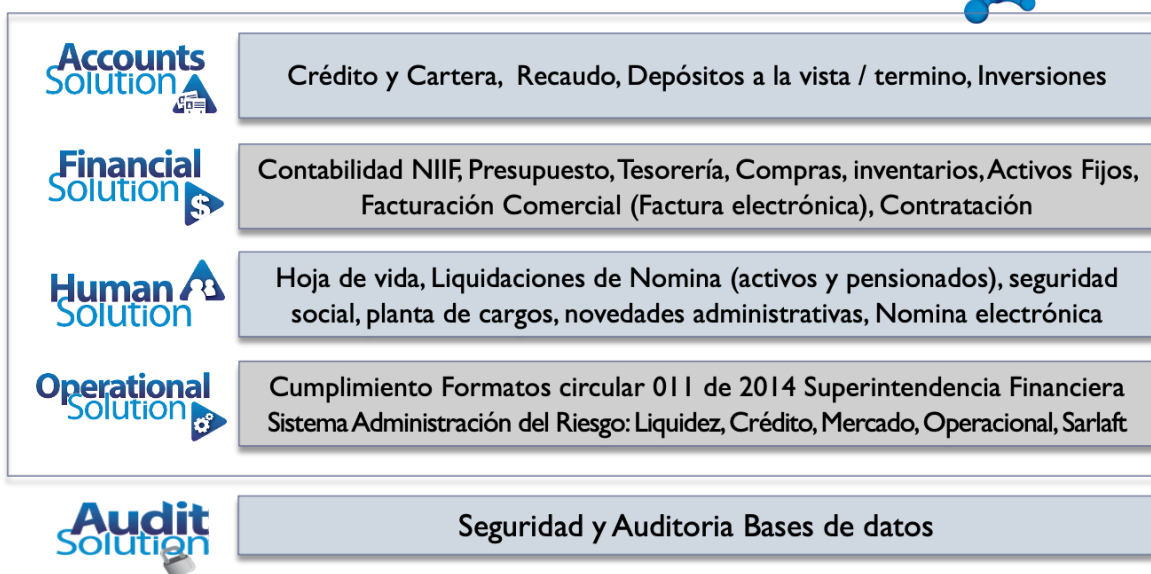 Accounts
Solution
Crédito y Cartera, Recaudo, Depósitos a la vista / termino, Inversiones
Financial
Solution
$
Contabilidad NIIF, Presupuesto, Tesorería, Compras, inventarios, Activos Fijos,
Facturación Comercial (Factura electrónica), Contratación
Human
Solution
Hoja de vida, Liquidaciones de Nomina (activos y pensionados), seguridad
social, planta de cargos, novedades administrativas, Nomina electrónica
Operational
Solution
Cumplimiento Formatos circular 011 de 2014 Superintendencia Financiera
Sistema Administración del Riesgo: Liquidez, Crédito, Mercado, Operacional, Sarlaft
Audit
Solution
Seguridad y Auditoria Bases de datos